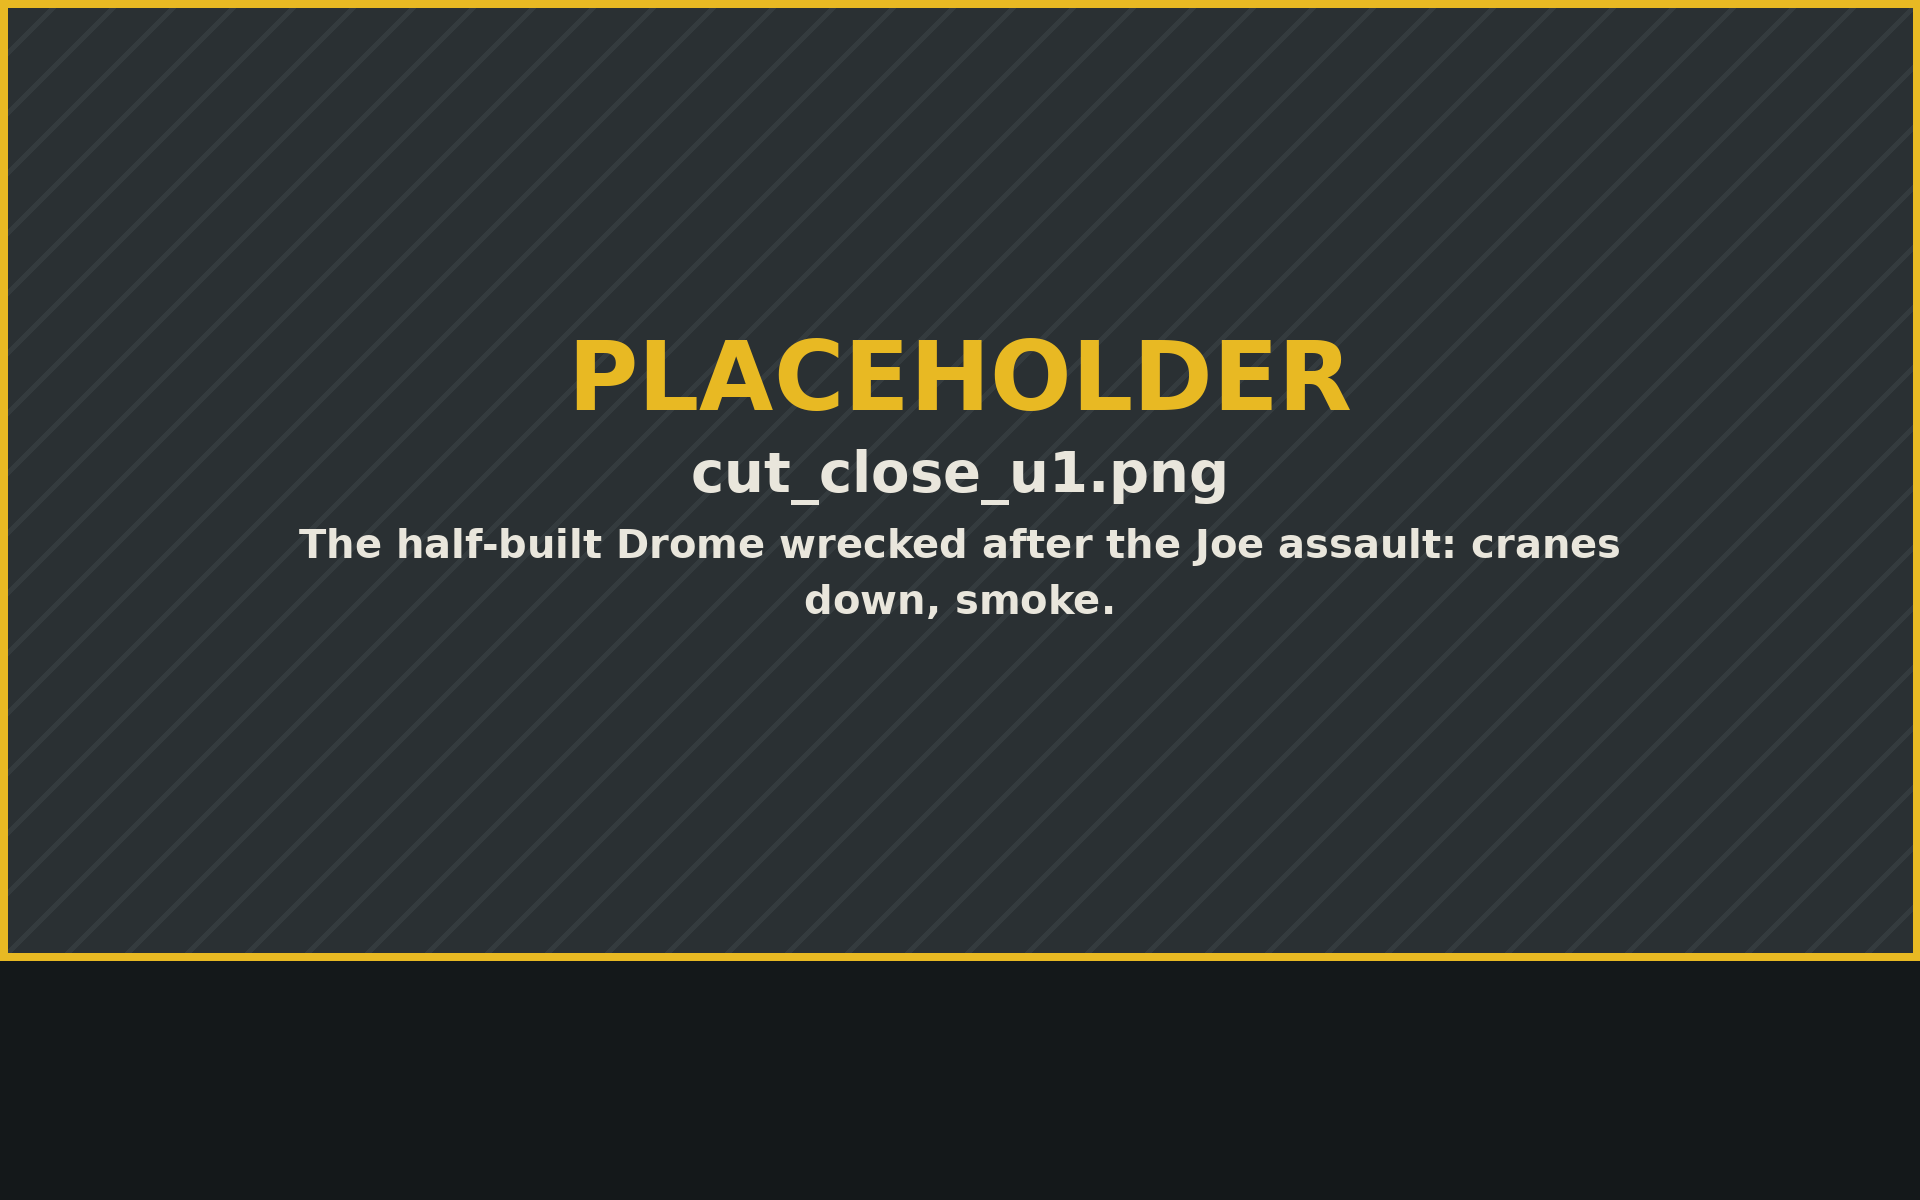 PLACEHOLDER
cut_close_u1.png
The half-built Drome wrecked after the Joe assault: cranes
down, smoke.